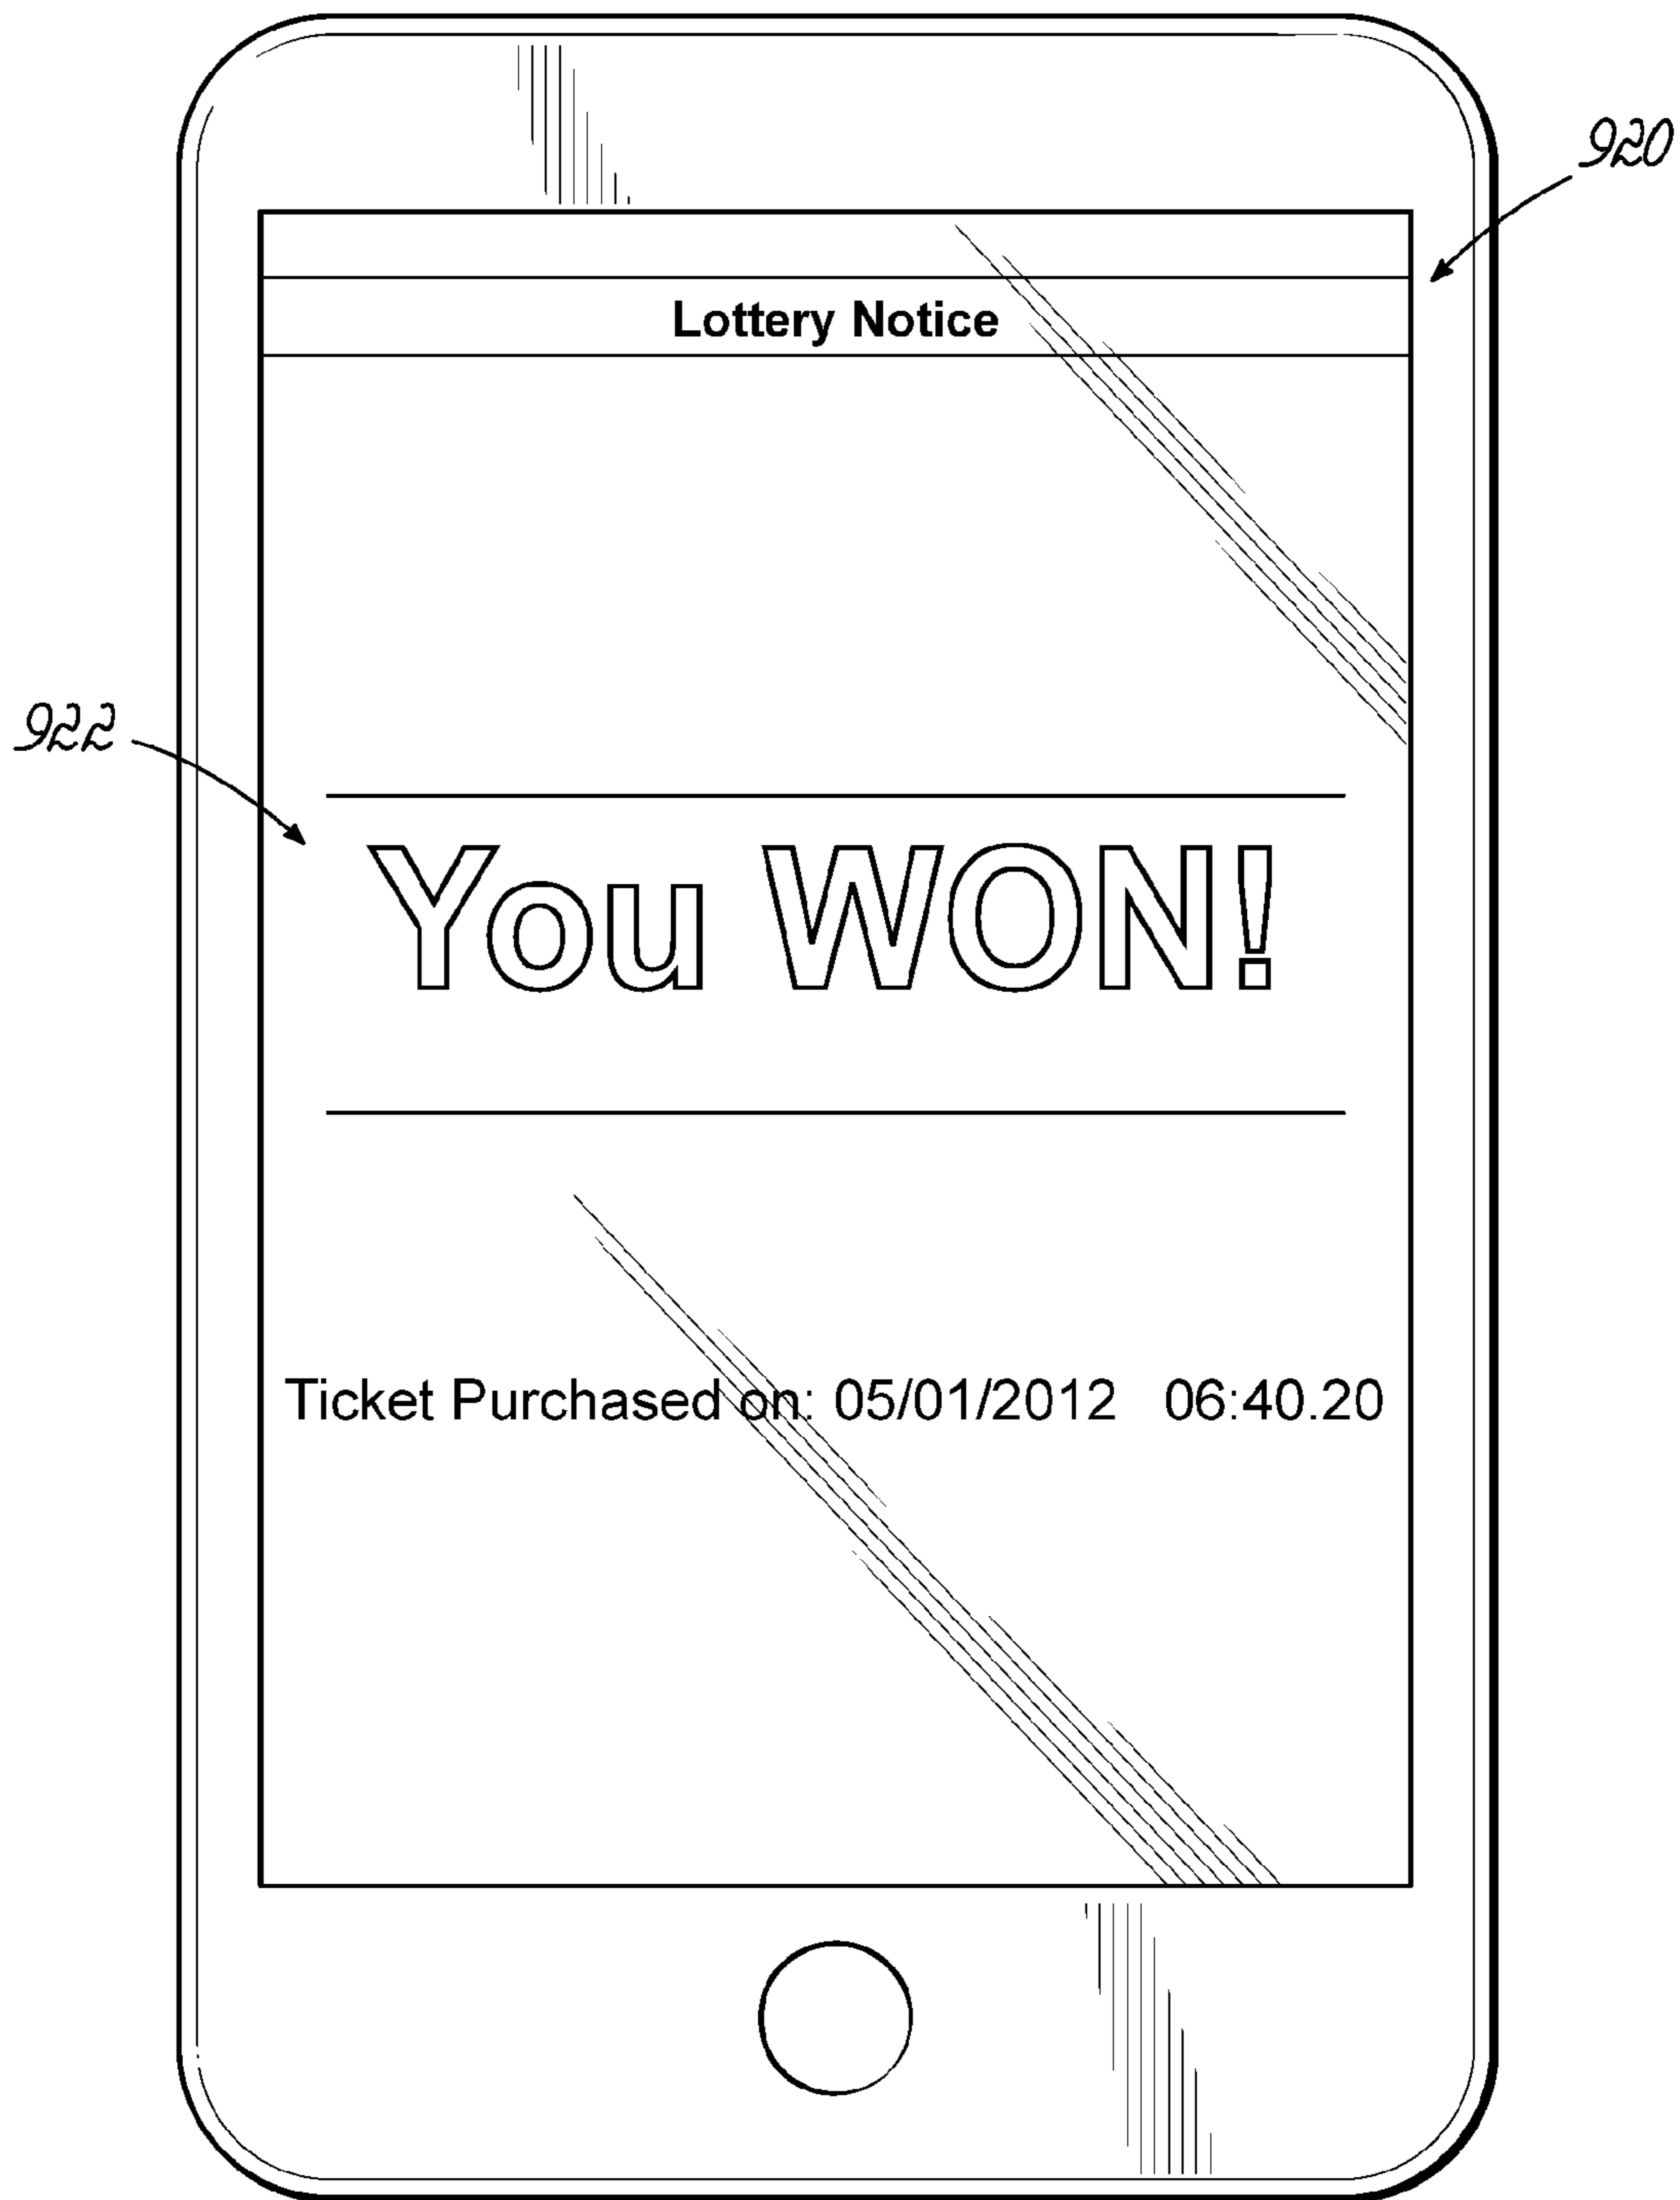 920
Lottery Notice
922
You WON!
Ticket Purchased on: 05/01/2012 06:40.20